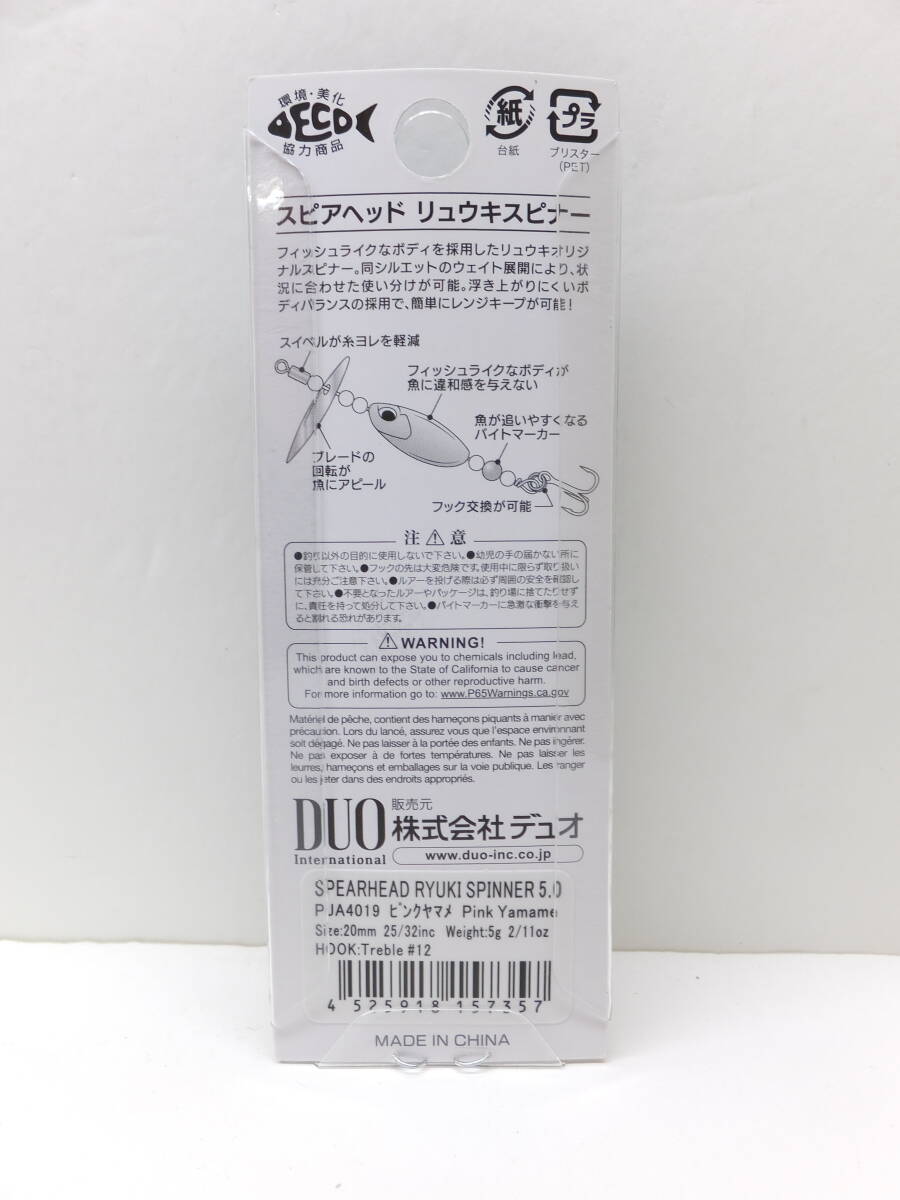 環境・美化
ECO
協力商品
紙
台紙
プラ
ブリスター
(PET)
スピアヘッド リュウキスピナー
フィッシュライクなボディを採用したリュウキオリジ
ナルスピナー。同シルエットのウェイト展開により、状
況に合わせた使い分けが可能。浮き上がりにくいボ
ディバランスの採用で、簡単にレンジキープが可能!
スイベルが糸ヨレを軽減
フィッシュライクなボディが
魚に違和感を与えない
魚が追いやすくなる
バイトマーカー
ブレードの
回転が
魚にアピール
フック交換が可能
注 意
●釣り以外の目的に使用しないで下さい。●幼児の手の届かない所に
保管して下さい。●フックの先は大変危険です。使用中に限らず取り扱い
には充分ご注意下さい。●ルアーを投げる際は必ず周囲の安全を確認し
て下さい。●不要となったルアーやパッケージは、釣り場に捨てたりせず
に、責任を持って処分して下さい。●バイトマーカーに急激な衝撃を与え
ると割れる恐れがあります。
WARNING!
This product can expose you to chemicals including lead,
which are known to the State of California to cause cancer
and birth defects or other reproductive harm.
For more information go to: www.P65Warnings.ca.gov
Matériel de pêche, contient des hameçons piquants à manier avec
précaution. Lors du lancé, assurez vous que l'espace environnant
soit dégagé. Ne pas laisser à la portée des enfants. Ne pas ingérer.
Ne pas exposer à de fortes températures. Ne pas laisser les
leurres, hameçons et emballages sur la voie publique. Les ranger
ou les jeter dans des endroits appropriés.
DUO
International
販売元
株式会社デュオ
www.duo-inc.co.jp
SPEARHEAD RYUKI SPINNER 5.0
PJA4019 ピンクヤマメ Pink Yamame
Size:20mm 25/32inc Weight:5g 2/11oz
HOOK:Treble #12
4 525918 157357
MADE IN CHINA